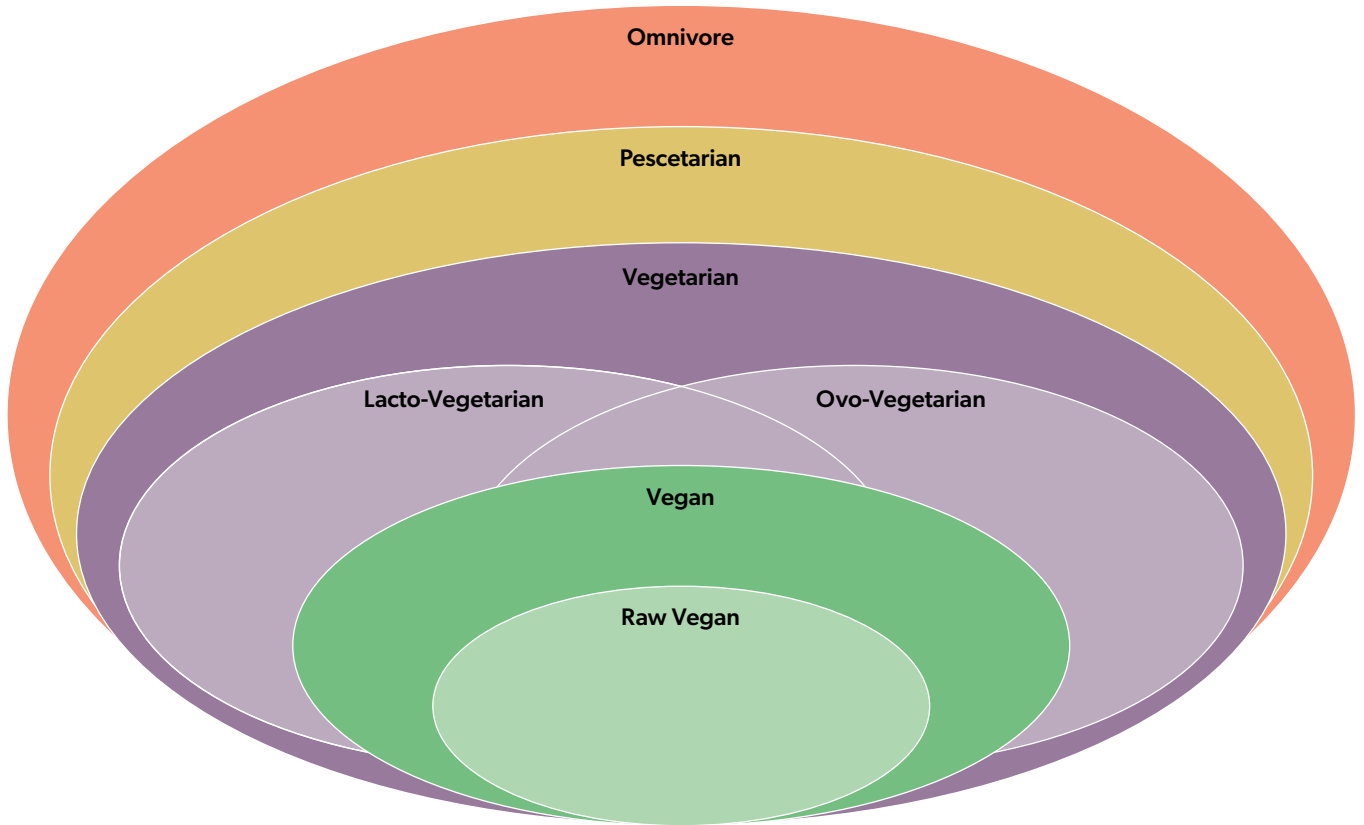 Omnivore
Pescetarian
Vegetarian
Lacto-Vegetarian
Ovo-Vegetarian
Vegan
Raw Vegan